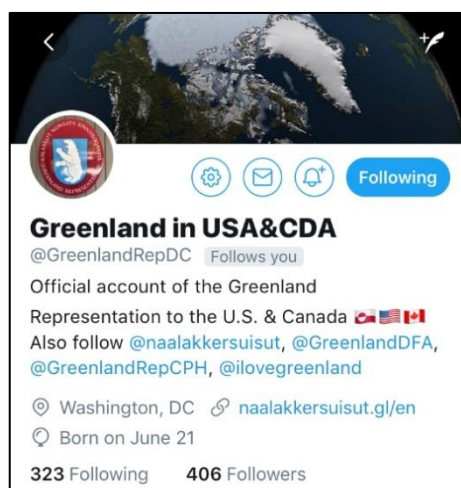 Following
Greenland in USA&CDA
@GreenlandRepDC Follows you
Official account of the Greenland
Representation to the U.S. & Canada 🇬🇱🇺🇸🇨🇦
Also follow @naalakkersuisut, @GreenlandDFA,
@GreenlandRepCPH, @ilovegreenland
Washington, DC naalakkersuisut.gl/en
Born on June 21
323 Following 406 Followers